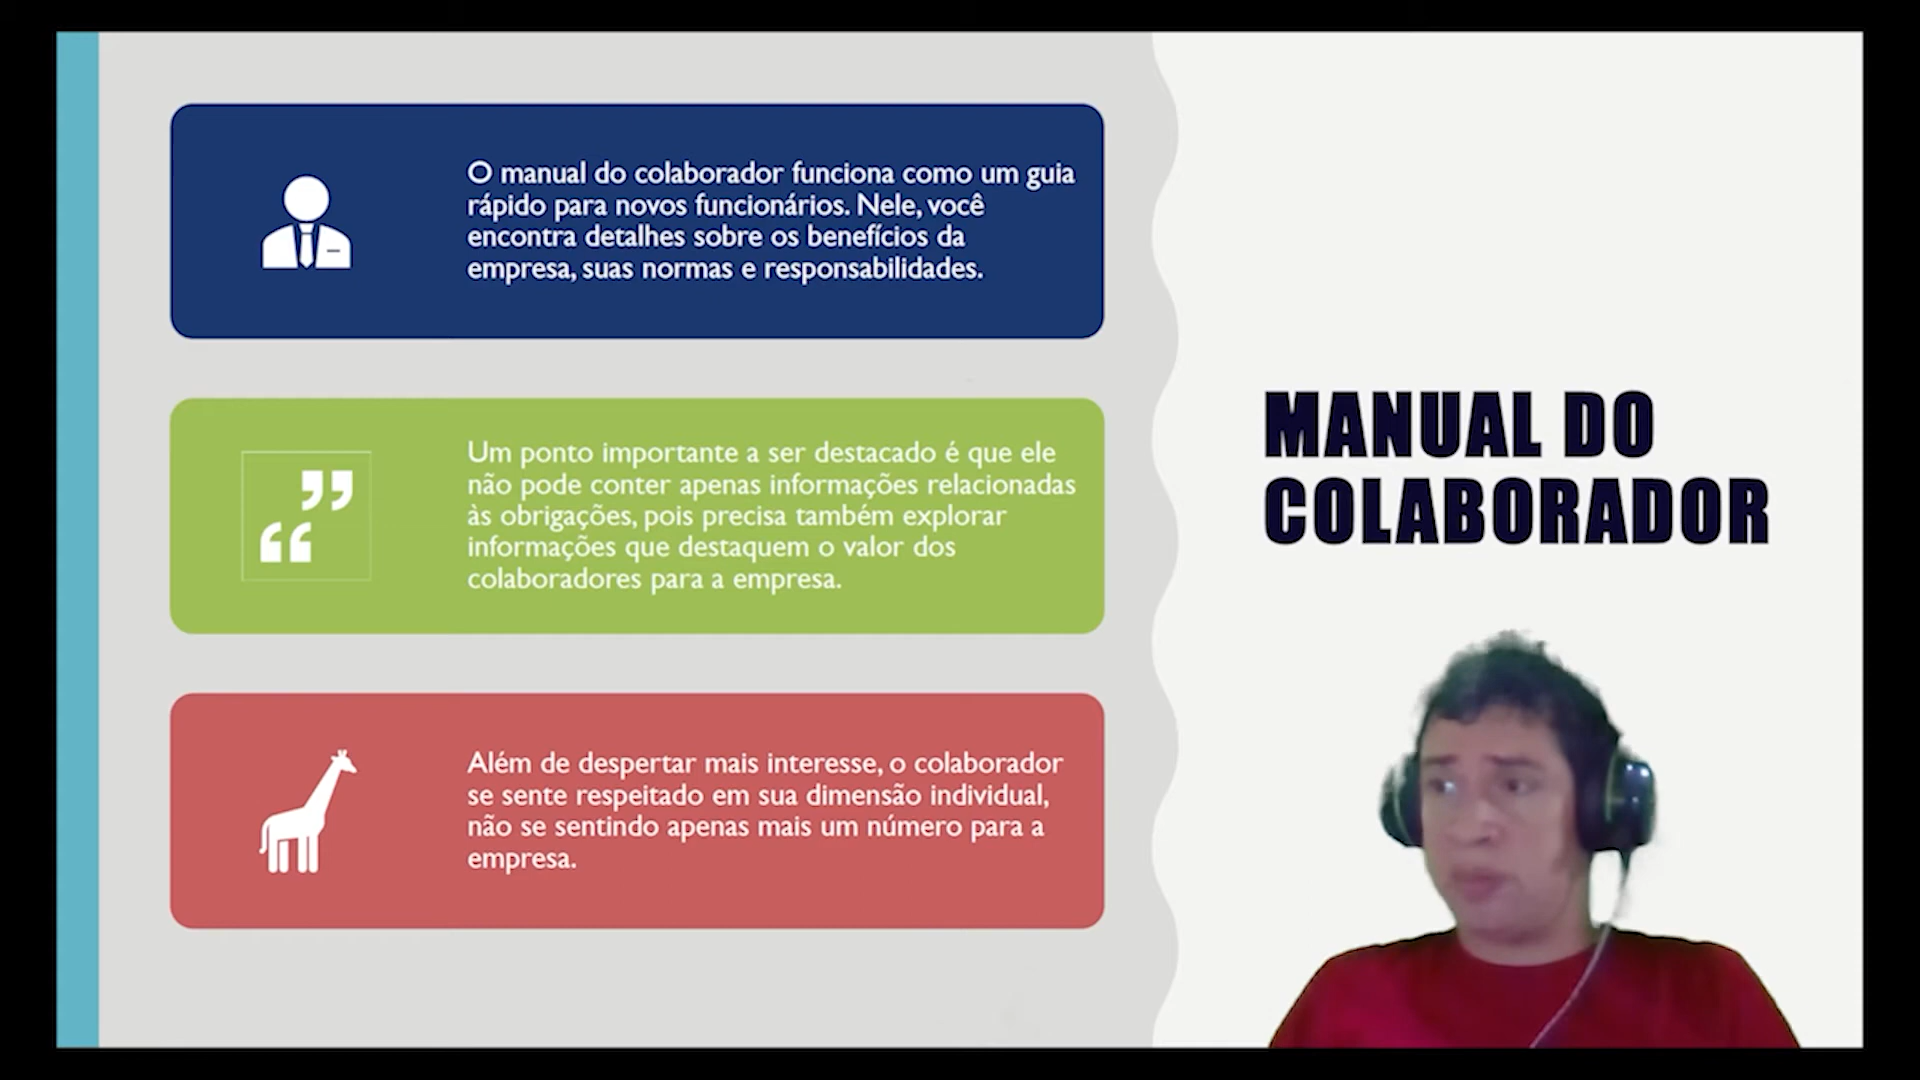 O manual do colaborador funciona como um guia
rápido para novos funcionários. Nele, você
encontra detalhes sobre os benefícios da
empresa, suas normas e responsabilidades.
Um ponto importante a ser destacado é que ele
não pode conter apenas informações relacionadas
às obrigações, pois precisa também explorar
informações que destaquem o valor dos
colaboradores para a empresa.
Além de despertar mais interesse, o colaborador
se sente respeitado em sua dimensão individual,
não se sentindo apenas mais um número para a
empresa.
MANUAL DO
COLABORADOR